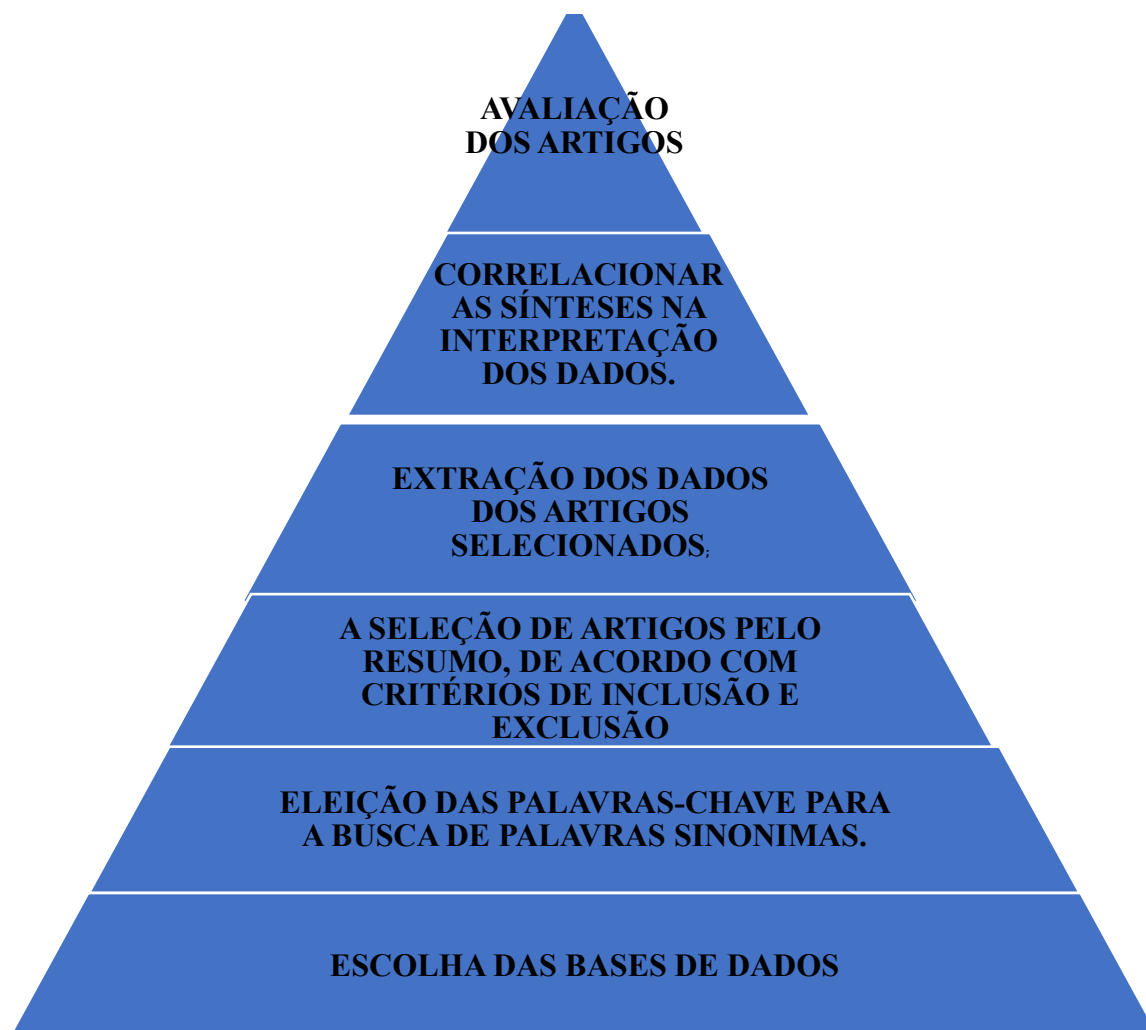 AVALIAÇÃO
DOS ARTIGOS
CORRELACIONAR
AS SÍNTESES NA
INTERPRETAÇÃO
DOS DADOS.
EXTRAÇÃO DOS DADOS
DOS ARTIGOS
SELECIONADOS;
A SELEÇÃO DE ARTIGOS PELO
RESUMO, DE ACORDO COM
CRITÉRIOS DE INCLUSÃO E
EXCLUSÃO
ELEIÇÃO DAS PALAVRAS-CHAVE PARA
A BUSCA DE PALAVRAS SINONIMAS.
ESCOLHA DAS BASES DE DADOS